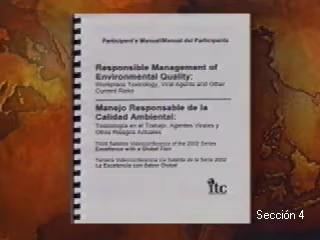 Participant's Manual/Manual del Participante
Responsible Management of
Environmental Quality:
Workplace Toxicology, Viral Agents and Other
Current Risks
Manejo Responsable de la
Calidad Ambiental:
Toxicología en el Trabajo, Agentes Virales y
Otros Riesgos Actuales
Third Satellite Videoconference of the 2002 Series
Excellence with a Global Flair
Tercera Videoconferencia vía Satélite de la Serie 2002
La Excelencia con Sabor Global
itc
Sección 4